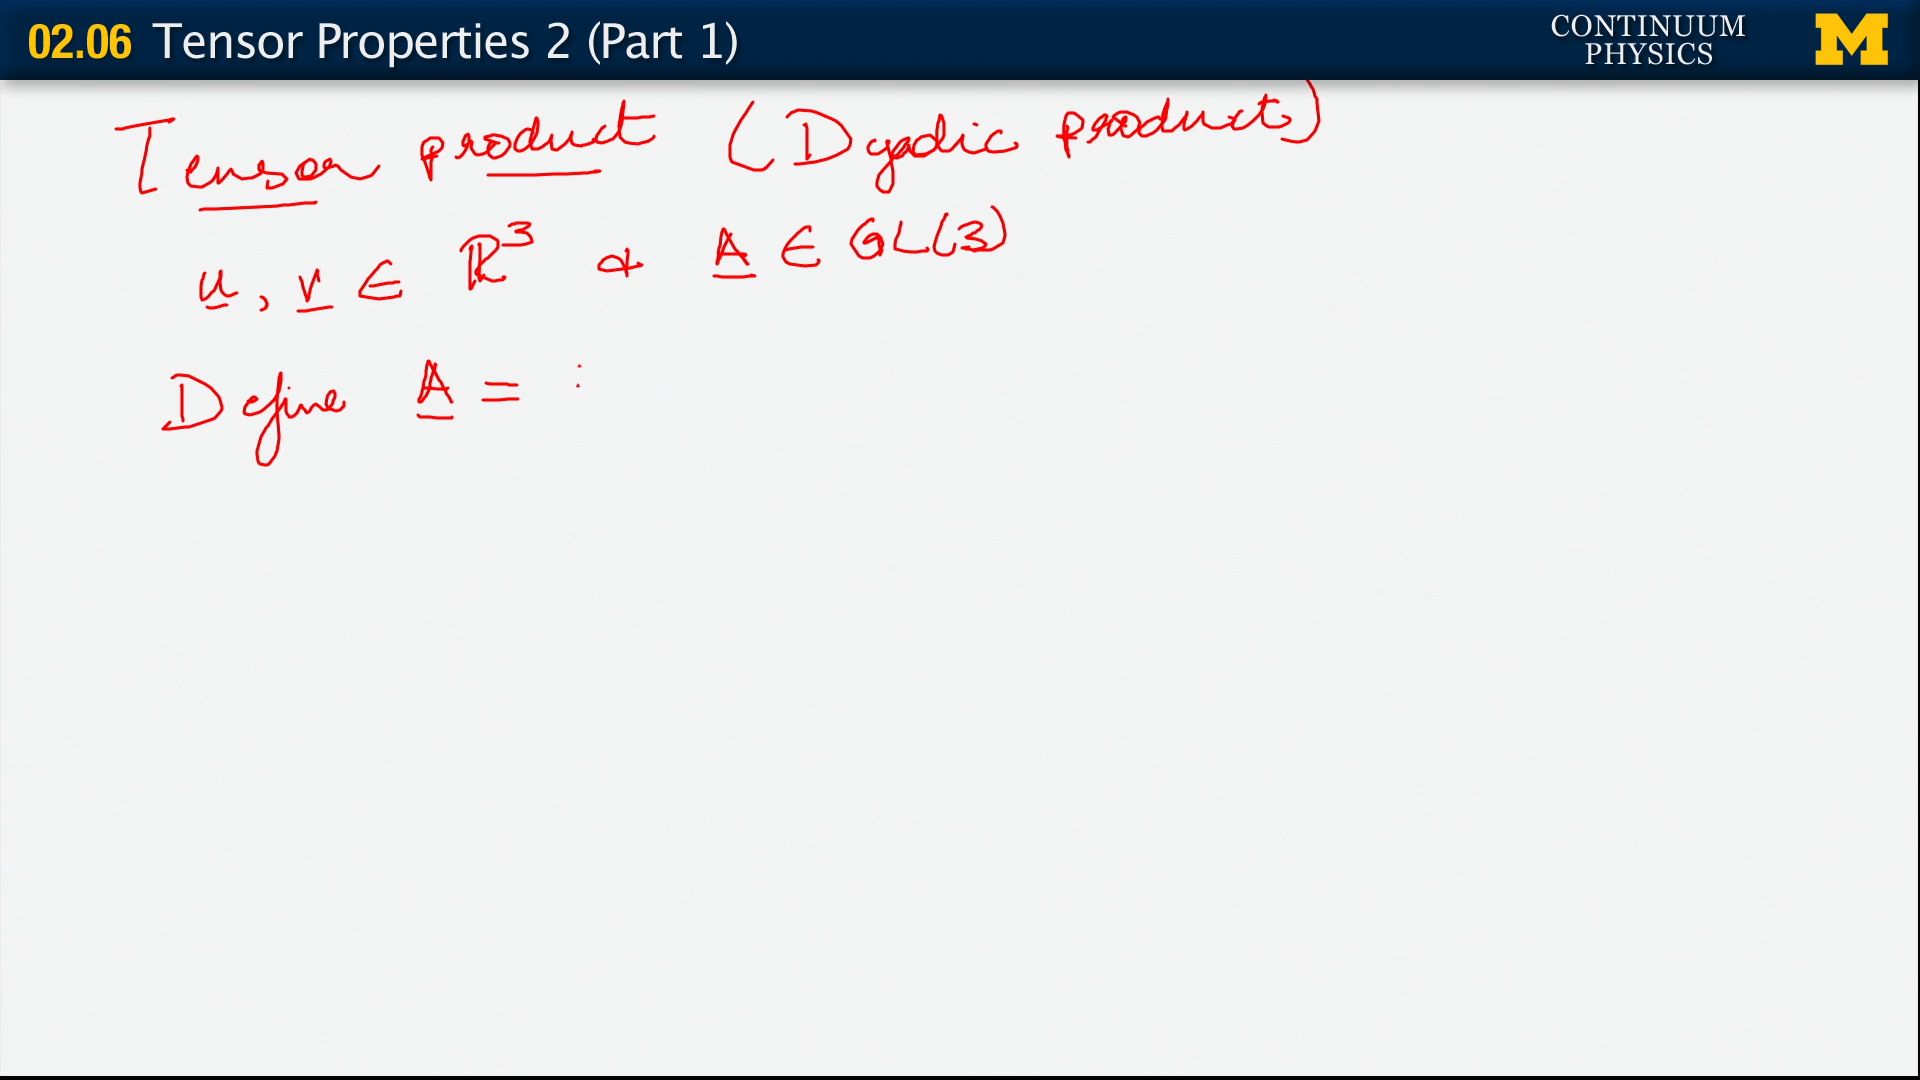 02.06 Tensor Properties 2 (Part 1)
CONTINUUM
PHYSICS
M
Tensor product (Dyadic product)
u, v ∈ ℝ³ & A ∈ GL(3)
Define A =